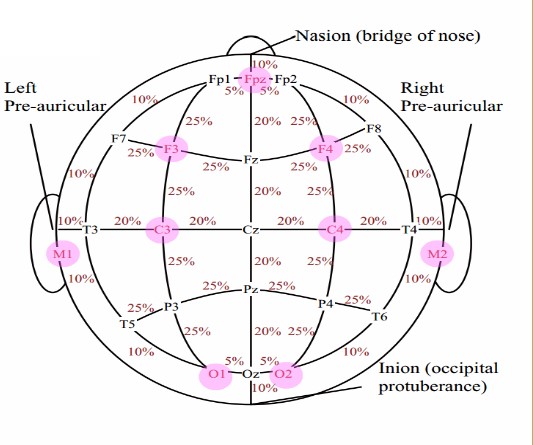 Nasion (bridge of nose)
10%
Fp1 Fpz Fp2
5% 5%
Left
Pre-auricular
Right
Pre-auricular
10% 10%
25% 20% 25%
F7 F8
F3 F4
25% 25%
25% Fz 25%
10% 10%
25% 20% 25%
10% 20% 20% 20% 20% 10%
T3 C3 Cz C4 T4
M1 M2
25% 20% 25%
10% 10%
25% Pz 25%
25% P3 P4 25%
T5 T6
25% 20% 25%
10% 10%
5% 5%
O1 Oz O2
10%
Inion (occipital
protuberance)